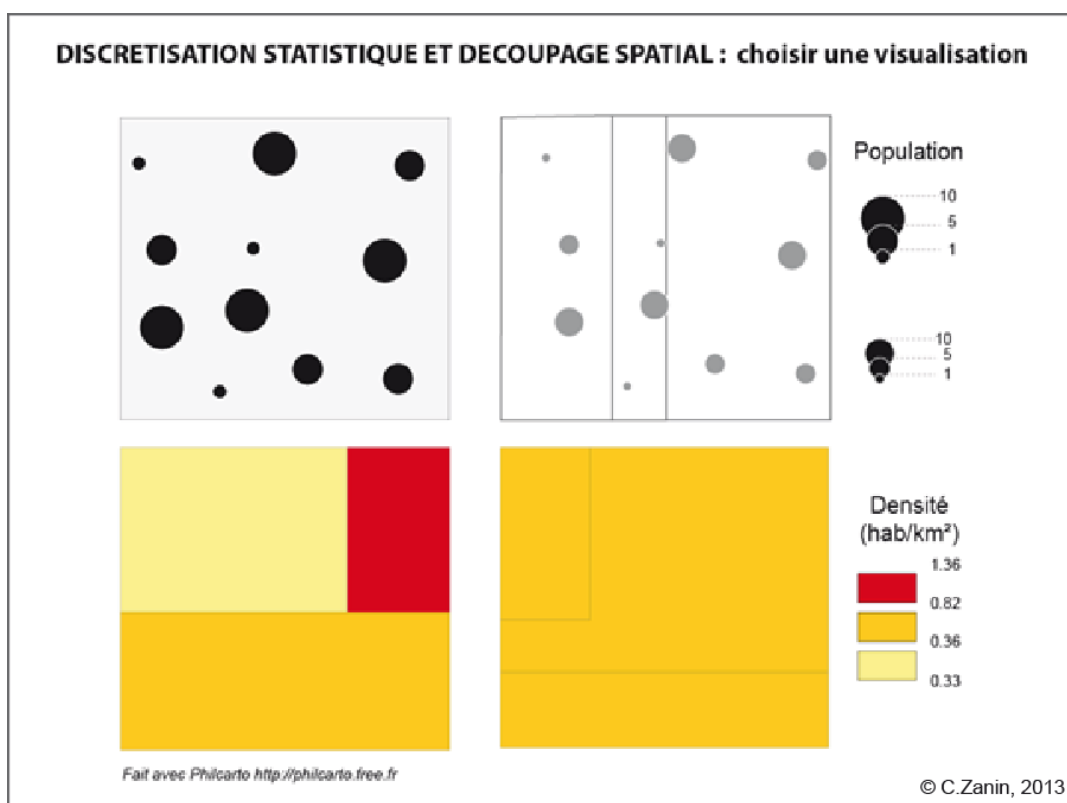 DISCRETISATION STATISTIQUE ET DECOUPAGE SPATIAL : choisir une visualisation
Population
10
5
1
10
5
1
Densité
(hab/km²)
1.36
0.82
0.36
0.33
Fait avec Philcarto http://philcarto.free.fr
© C.Zanin, 2013